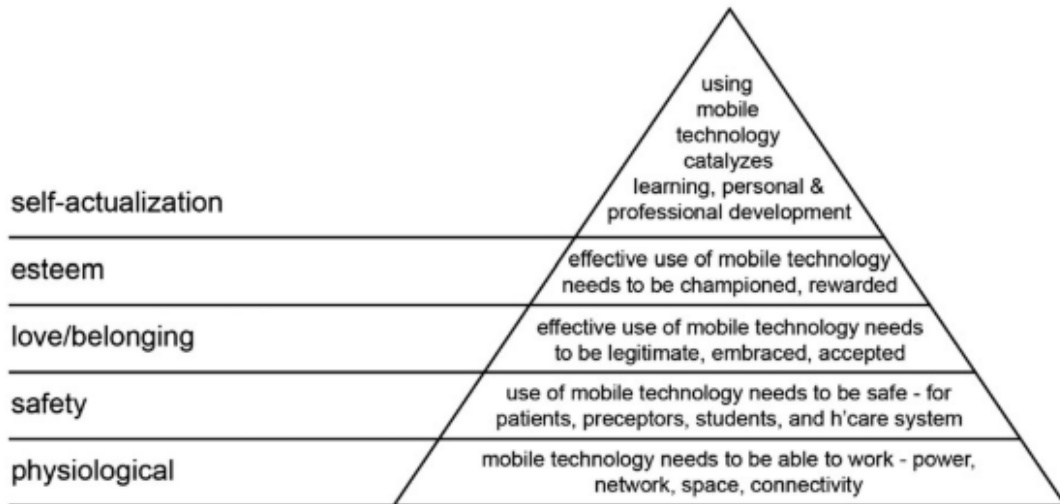 using
mobile
technology
catalyzes
learning, personal &
professional development
self-actualization
effective use of mobile technology
needs to be championed, rewarded
esteem
effective use of mobile technology needs
to be legitimate, embraced, accepted
love/belonging
use of mobile technology needs to be safe - for
patients, preceptors, students, and h'care system
safety
mobile technology needs to be able to work - power,
network, space, connectivity
physiological